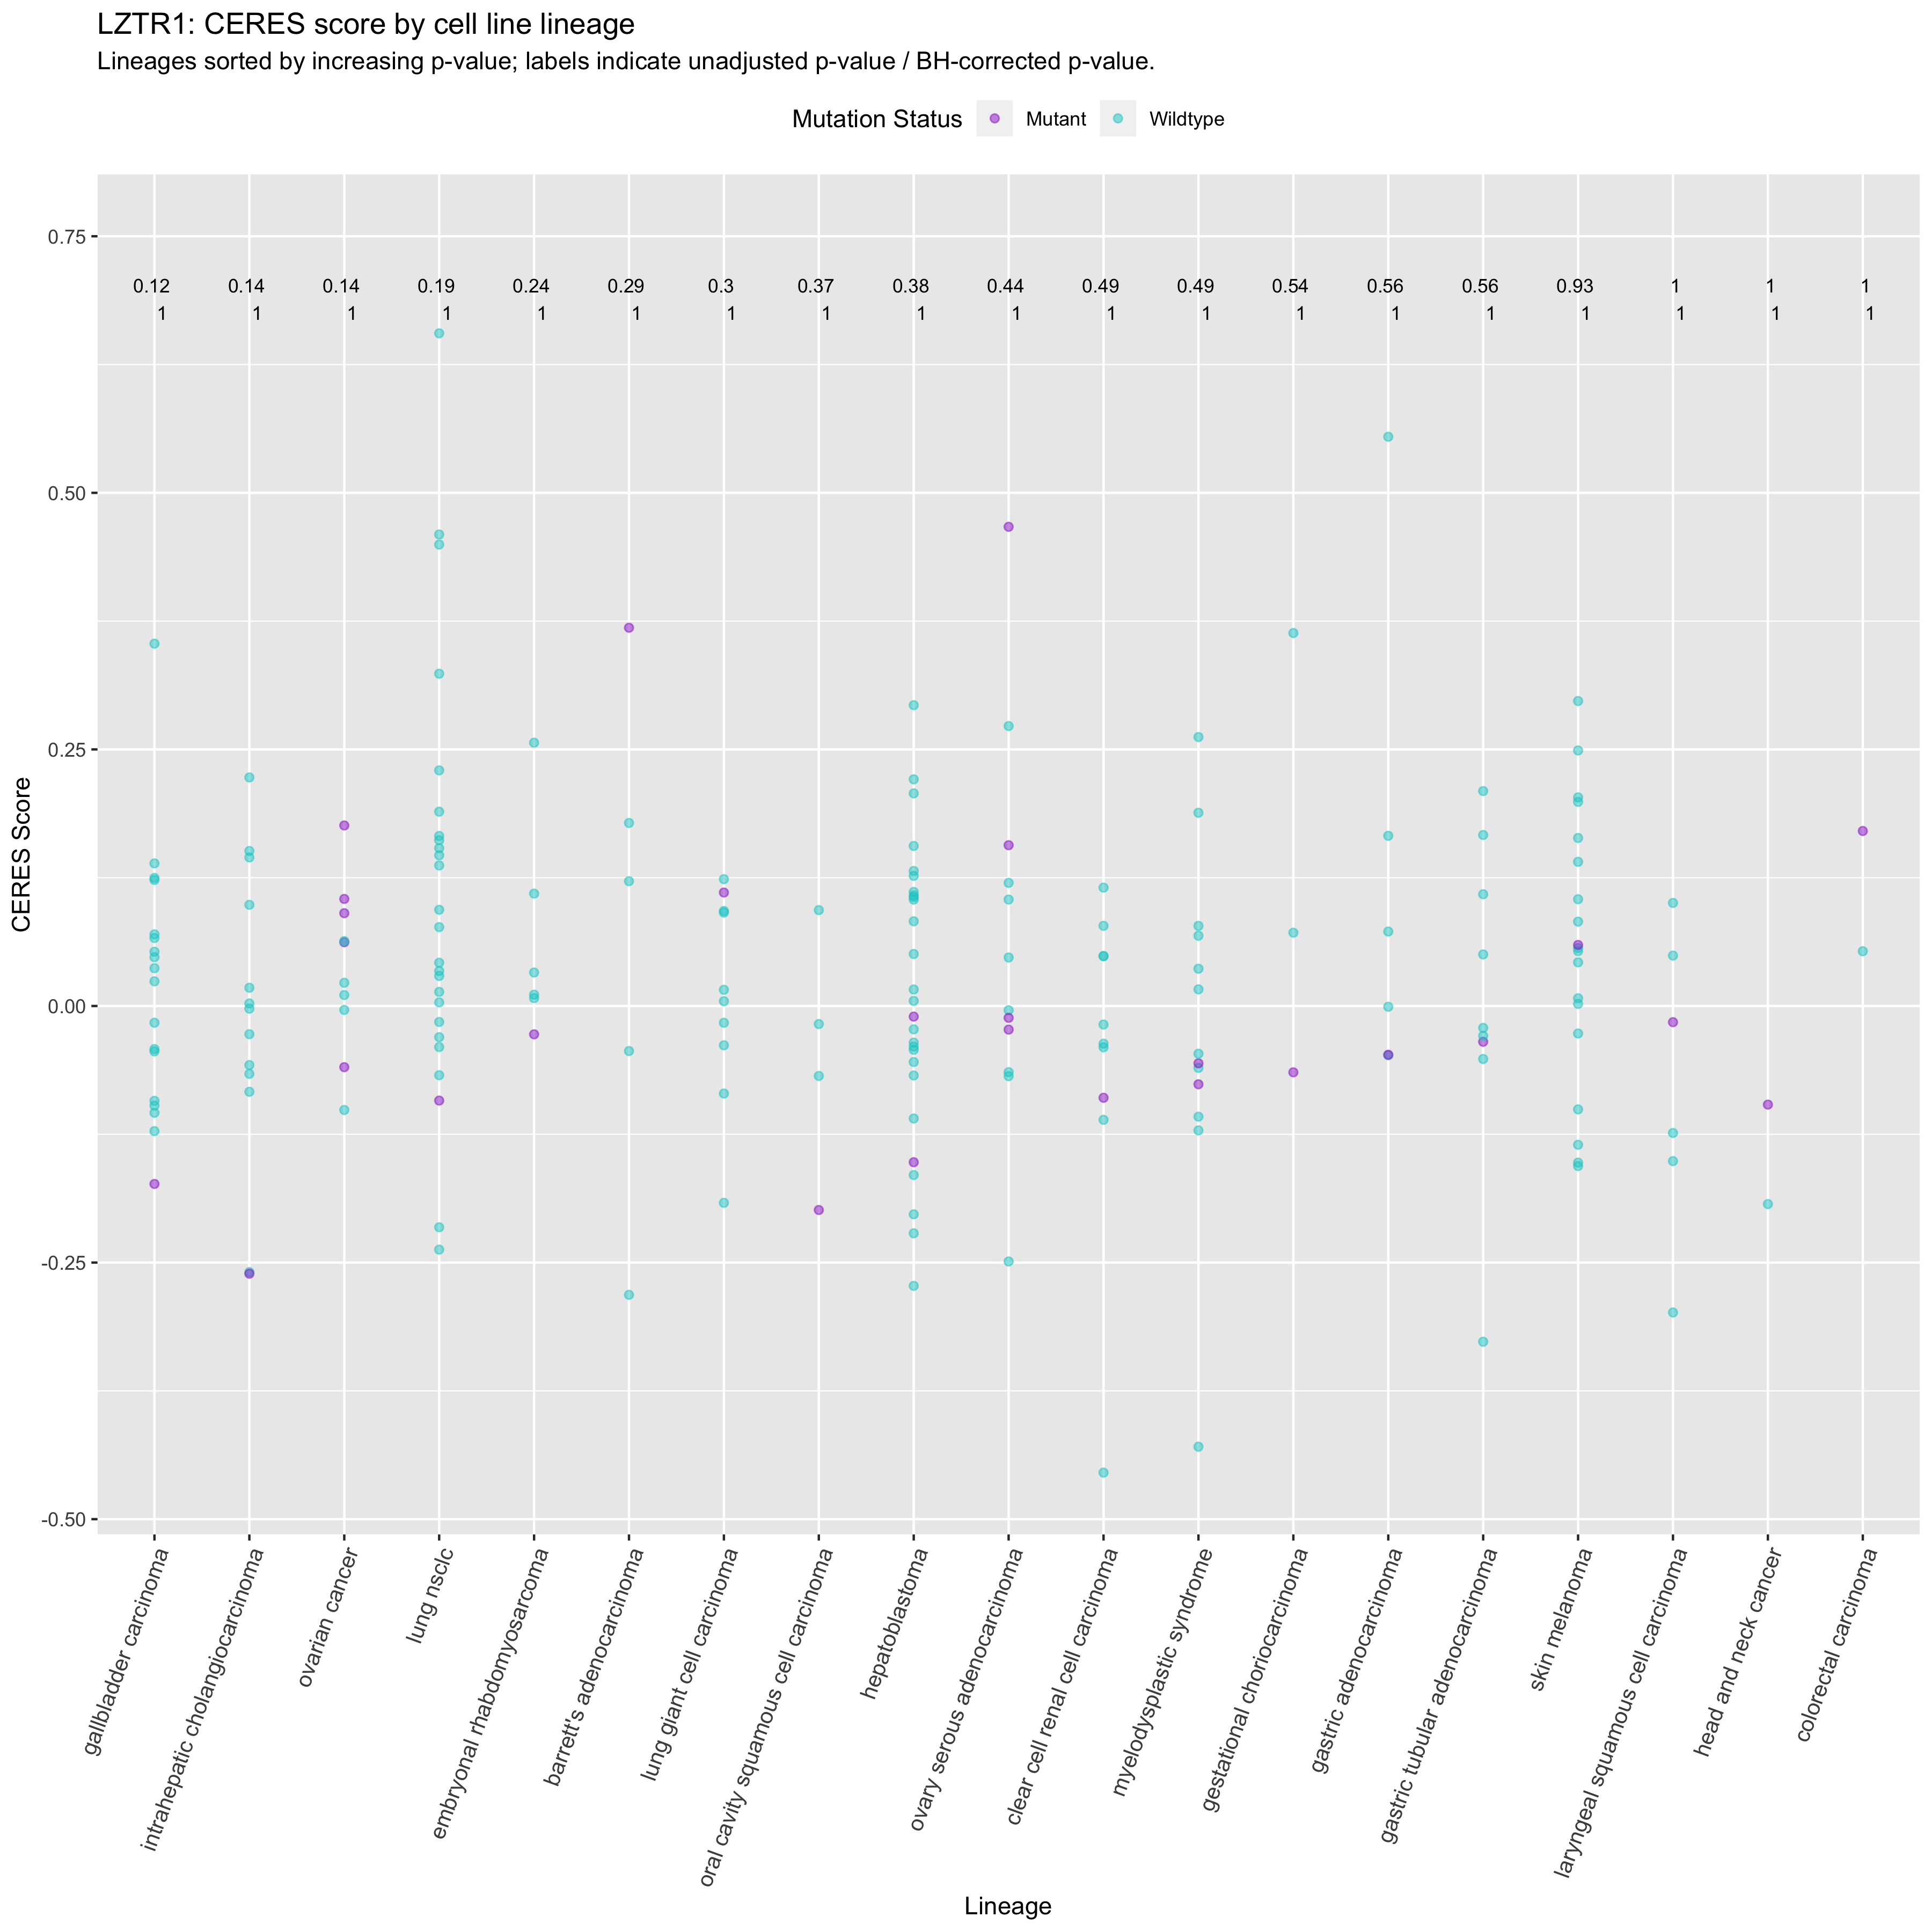 LZTR1: CERES score by cell line lineage
Lineages sorted by increasing p-value; labels indicate unadjusted p-value / BH-corrected p-value.
Mutation Status Mutant Wildtype
0.75
0.12 0.14 0.14 0.19 0.24 0.29 0.3 0.37 0.38 0.44 0.49 0.49 0.54 0.56 0.56 0.93 1 1 1
1 1 1 1 1 1 1 1 1 1 1 1 1 1 1 1 1 1 1
0.50
0.25
CERES Score
0.00
-0.25
-0.50
gallbladder carcinoma
intrahepatic cholangiocarcinoma
ovarian cancer
lung nsclc
embryonal rhabdomyosarcoma
barrett's adenocarcinoma
lung giant cell carcinoma
oral cavity squamous cell carcinoma
hepatoblastoma
ovary serous adenocarcinoma
clear cell renal cell carcinoma
myelodysplastic syndrome
gestational choriocarcinoma
gastric adenocarcinoma
gastric tubular adenocarcinoma
skin melanoma
laryngeal squamous cell carcinoma
head and neck cancer
colorectal carcinoma
Lineage